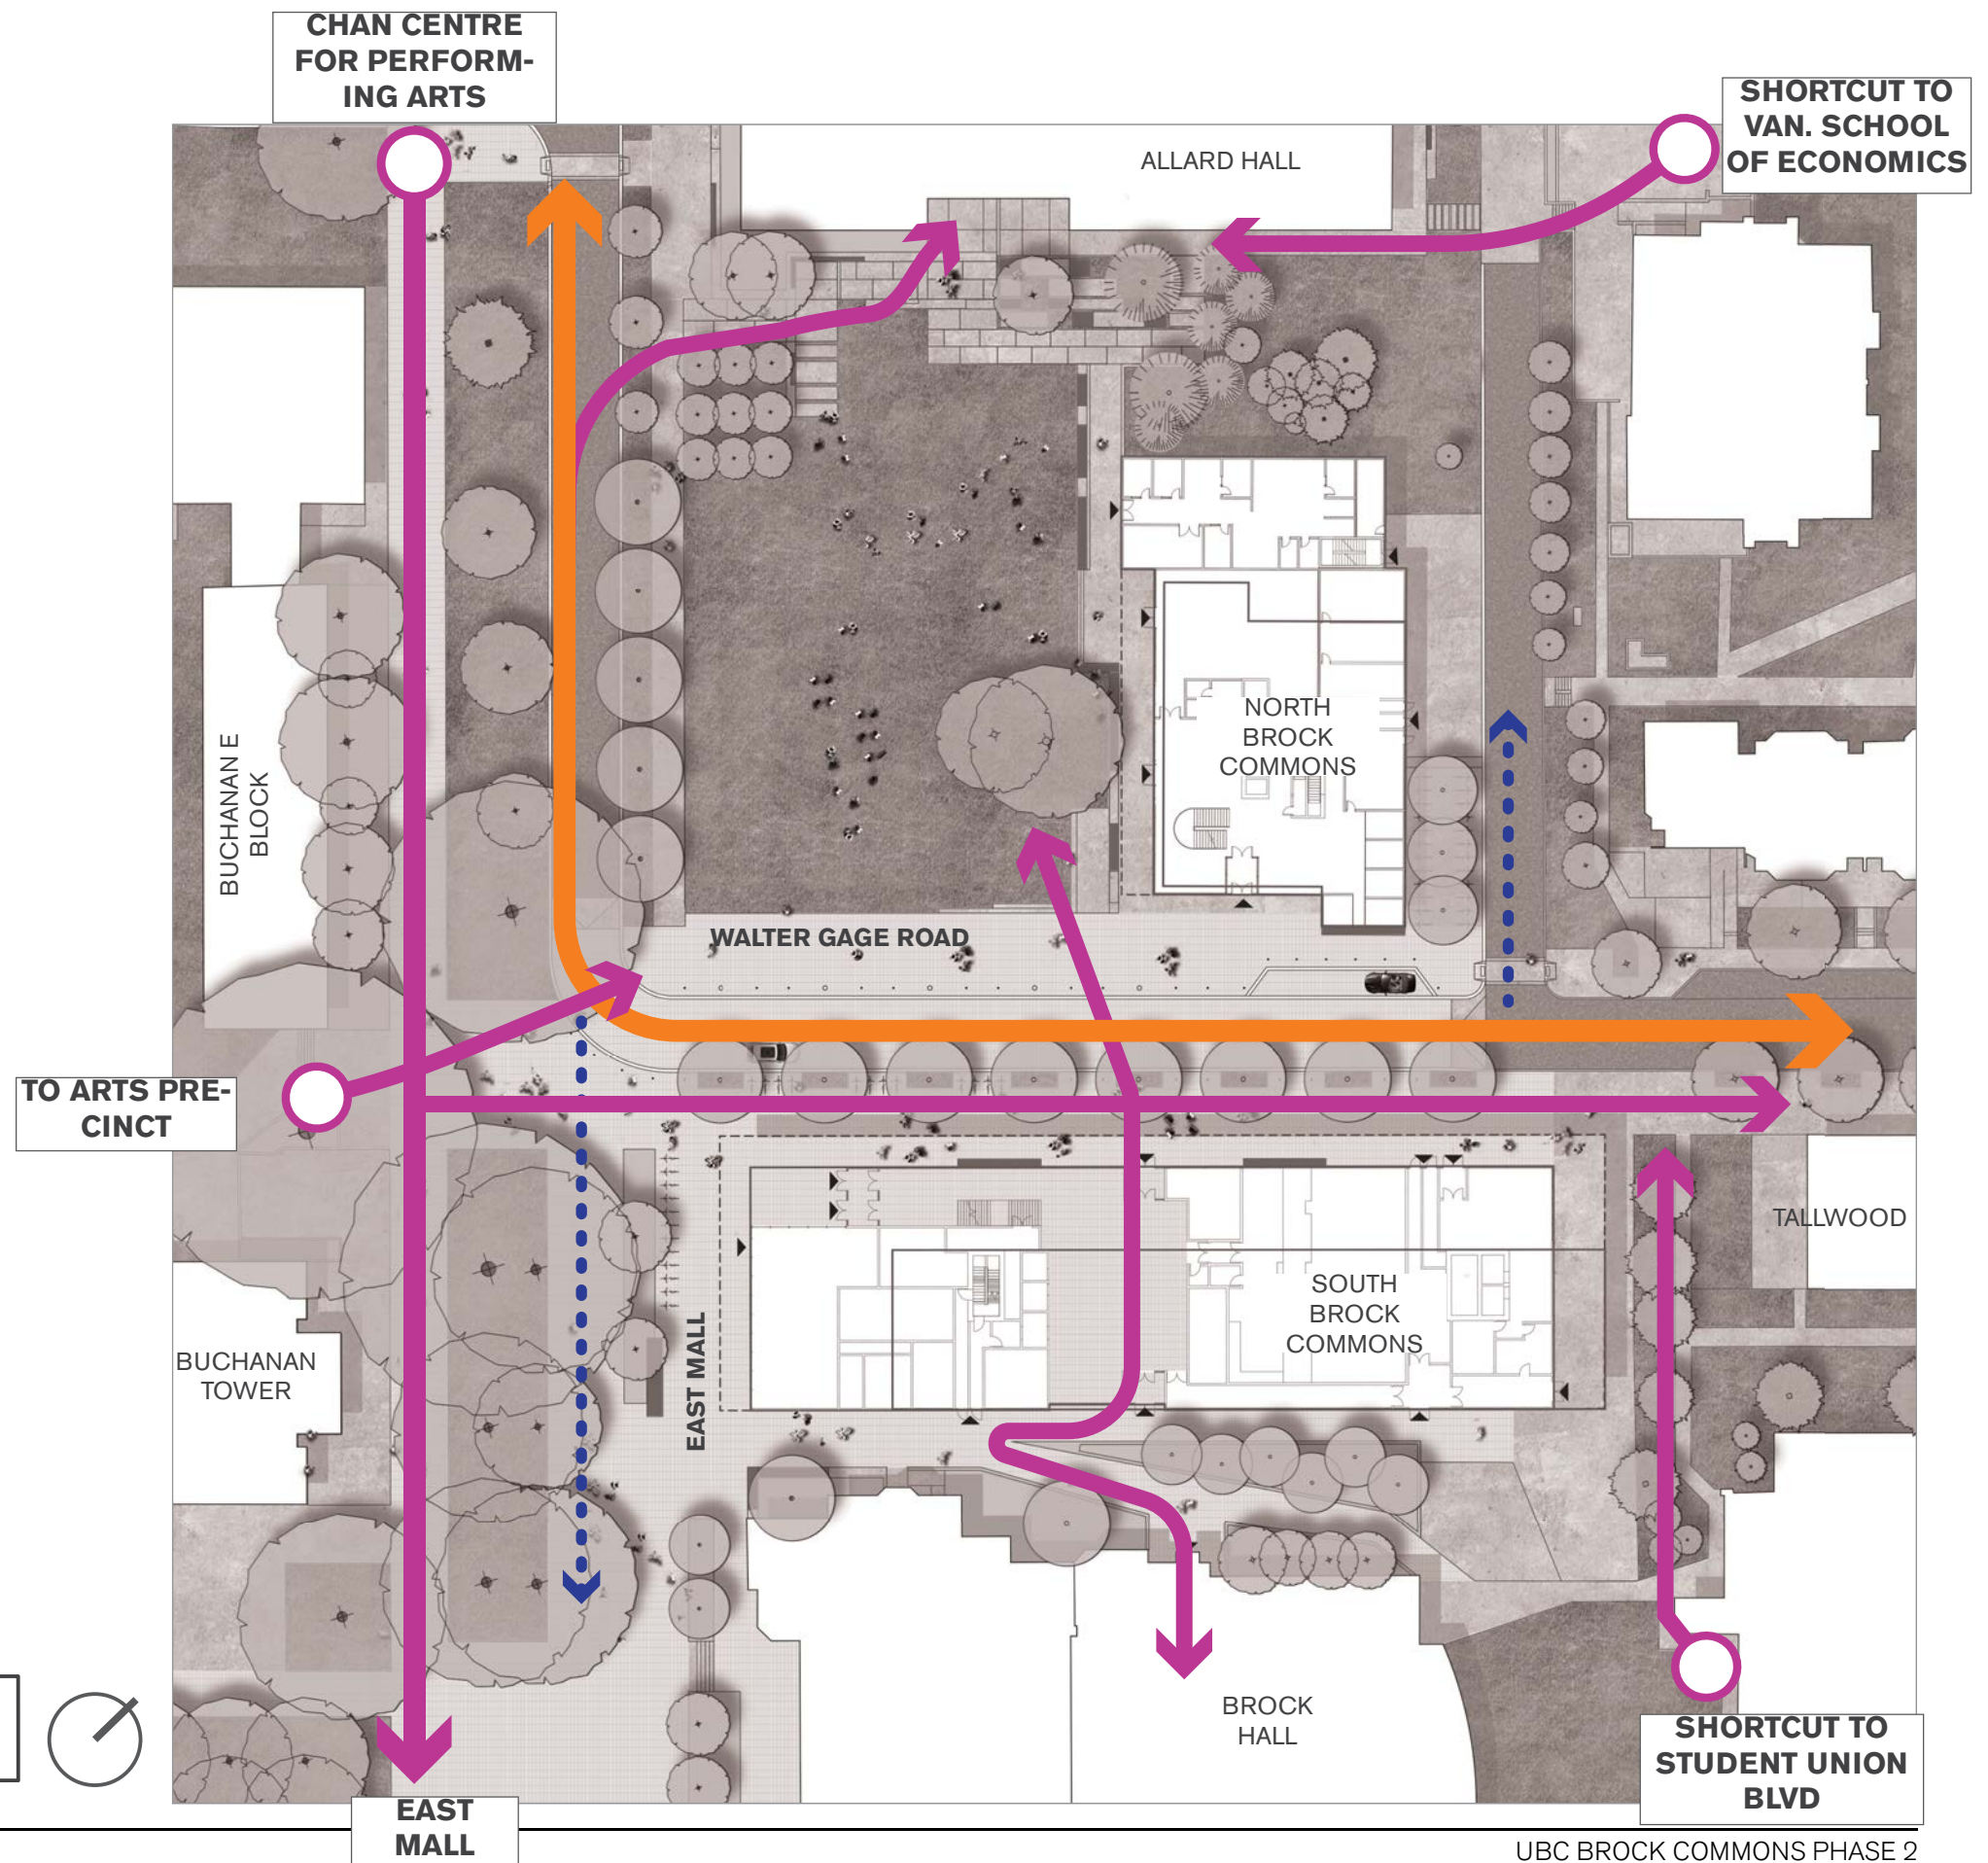 CHAN CENTRE
FOR PERFORM-
ING ARTS
SHORTCUT TO
VAN. SCHOOL
OF ECONOMICS
ALLARD HALL
NORTH
BROCK
COMMONS
BUCHANAN E
BLOCK
WALTER GAGE ROAD
TO ARTS PRE-
CINCT
TALLWOOD
SOUTH
BROCK
COMMONS
EAST MALL
BUCHANAN
TOWER
BROCK
HALL
SHORTCUT TO
STUDENT UNION
BLVD
EAST
MALL
UBC BROCK COMMONS PHASE 2